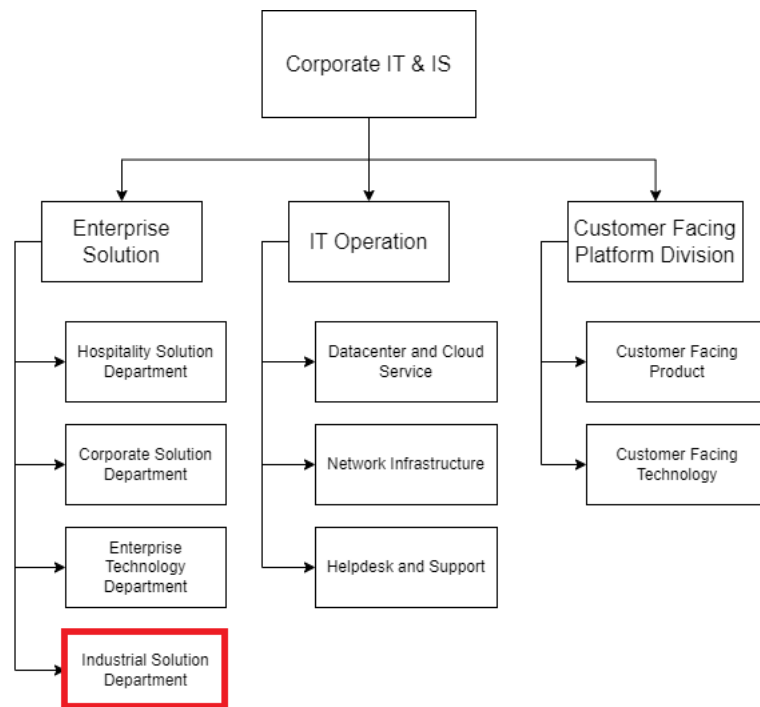 Corporate IT & IS
Enterprise
Solution
IT Operation
Customer Facing
Platform Division
Hospitality Solution
Department
Datacenter and Cloud
Service
Customer Facing
Product
Corporate Solution
Department
Network Infrastructure
Customer Facing
Technology
Enterprise
Technology
Department
Helpdesk and Support
Industrial Solution
Department